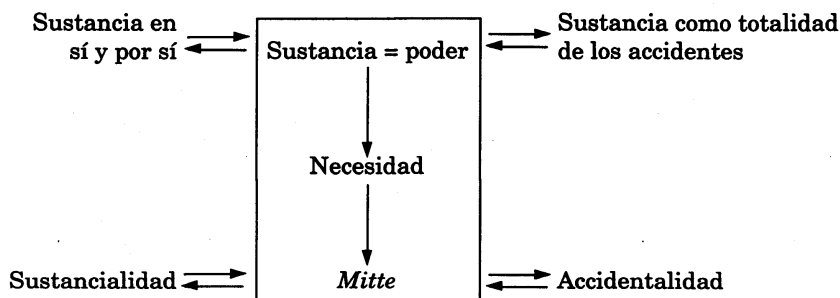 Sustancia en
sí y por sí
Sustancia = poder
Sustancia como totalidad
de los accidentes
Necesidad
Sustancialidad
Mitte
Accidentalidad